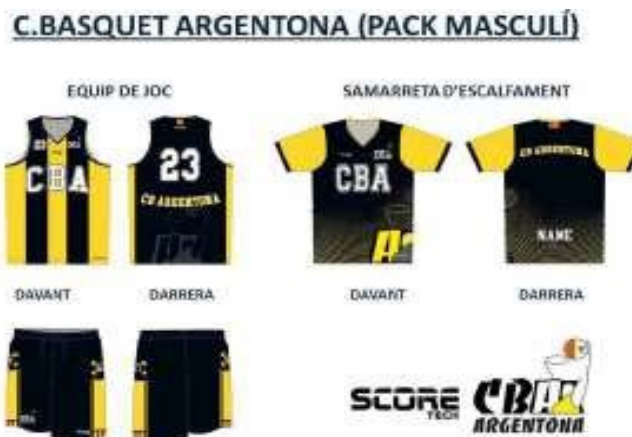 C.BASQUET ARGENTONA (PACK MASCULÍ)
EQUIP DE JOC
SAMARRETA D'ESCALFAMENT
CBA
23
CB ARGENTONA
CBA
CB ARGENTONA
NAME
DAVANT
DARRERA
DAVANT
DARRERA
SCORE
TECH
CBA
ARGENTONA